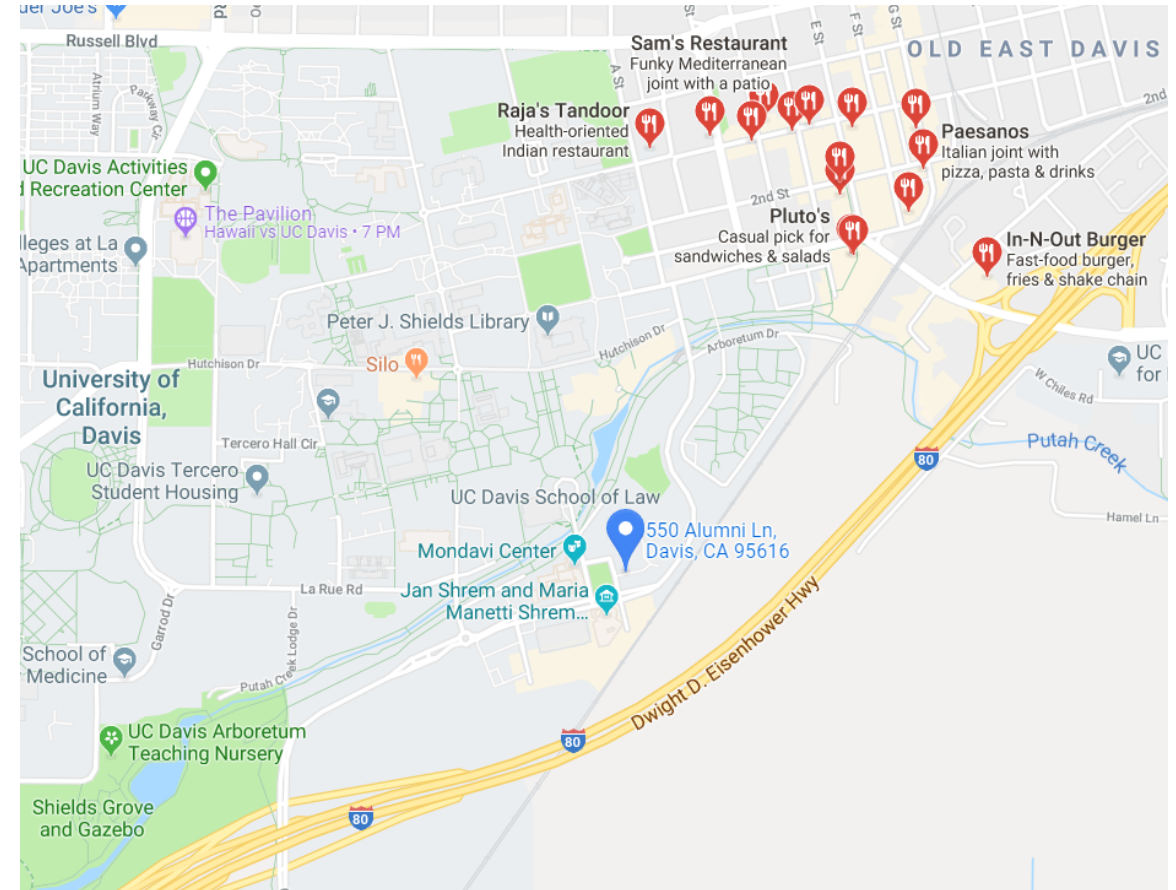 Russell Blvd
Atrium Way
Parkway Cir
A St
E St
F St
G St
OLD EAST DAVIS
2nd
Sam's Restaurant
Funky Mediterranean
joint with a patio
Raja's Tandoor
Health-oriented
Indian restaurant
Paesanos
Italian joint with
pizza, pasta & drinks
UC Davis Activities
d Recreation Center
The Pavilion
Hawaii vs UC Davis • 7 PM
lleges at La
Apartments
2nd St
Pluto's
Casual pick for
sandwiches & salads
In-N-Out Burger
Fast-food burger,
fries & shake chain
Peter J. Shields Library
Hutchison Dr
Arboretum Dr
Hutchison Dr
Silo
UC
for
W Chiles Rd
University of
California,
Davis
Tercero Hall Cir
Putah Creek
80
UC Davis Tercero
Student Housing
UC Davis School of Law
Hamel Ln
550 Alumni Ln,
Davis, CA 95616
Mondavi Center
La Rue Rd
Jan Shrem and Maria
Manetti Shrem...
Garrod Dr
Putah Creek Lodge Dr
Dwight D. Eisenhower Hwy
School of
Medicine
UC Davis Arboretum
Teaching Nursery
80
Shields Grove
and Gazebo
80